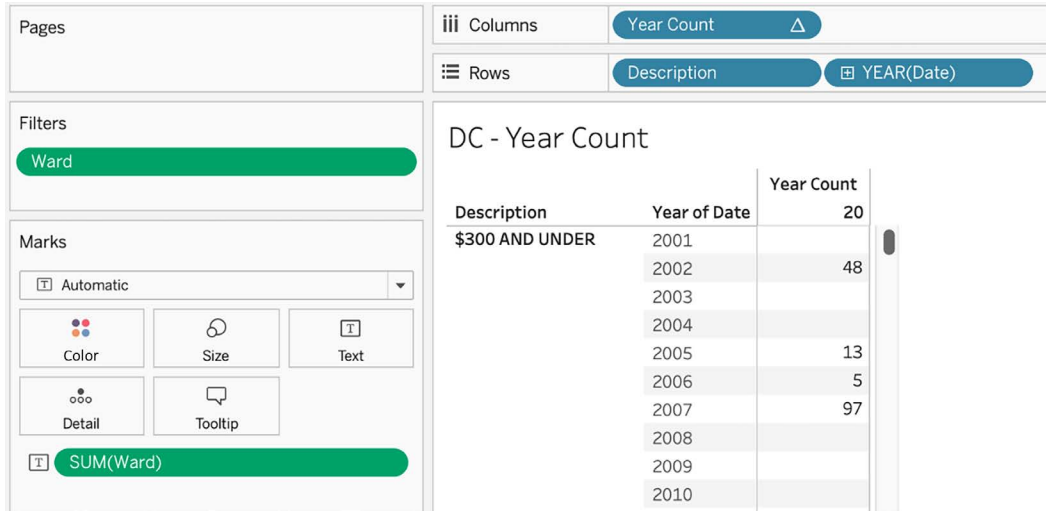 Pages
Filters
Ward
Marks
T Automatic
Color Size T Text
Detail Tooltip
T SUM(Ward)
iii Columns Year Count Δ
Rows Description YEAR(Date)
DC - Year Count
Year Count
Description Year of Date 20
$300 AND UNDER 2001
2002 48
2003
2004
2005 13
2006 5
2007 97
2008
2009
2010